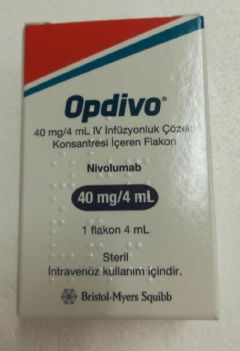 Opdivo®
40 mg/4 mL IV İnfüzyonluk Çözelti
Konsantresi İçeren Flakon
Nivolumab
40 mg/4 mL
1 flakon 4 mL
Steril
İntravenöz kullanım içindir.
Bristol-Myers Squibb